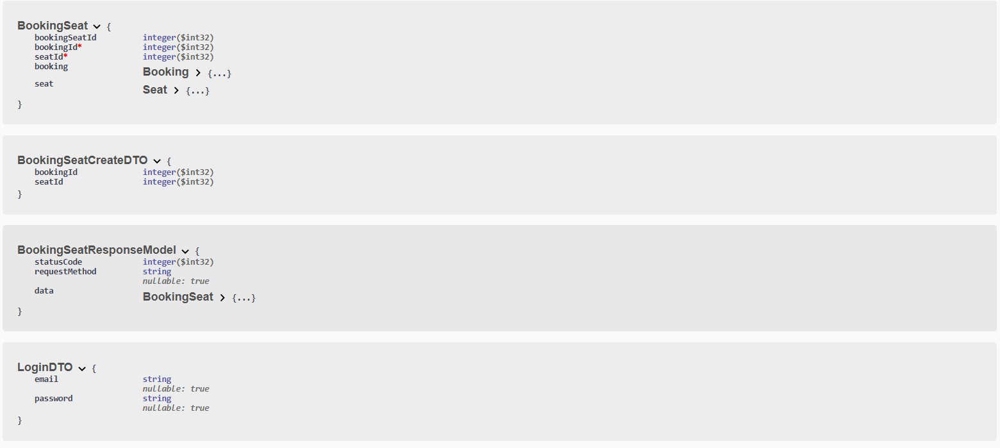 BookingSeat {
bookingSeatId integer($int32)
bookingId* integer($int32)
seatId* integer($int32)
booking Booking > {...}
seat Seat > {...}
}
BookingSeatCreateDTO {
bookingId integer($int32)
seatId integer($int32)
}
BookingSeatResponseModel {
statusCode integer($int32)
requestMethod string
nullable: true
data BookingSeat > {...}
}
LoginDTO {
email string
nullable: true
password string
nullable: true
}